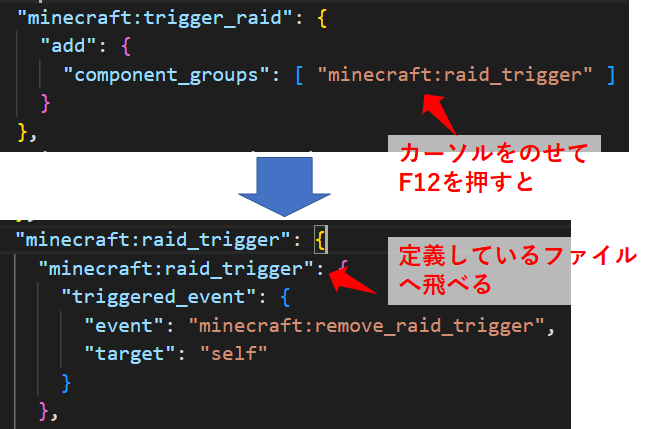 "minecraft:trigger_raid": {
"add": {
"component_groups": [ "minecraft:raid_trigger" ]
}
},
カーソルをのせて
F12を押すと
"minecraft:raid_trigger": {
"minecraft:raid_trigger": {
定義しているファイル
へ飛べる
"triggered_event": {
"event": "minecraft:remove_raid_trigger",
"target": "self"
}
},